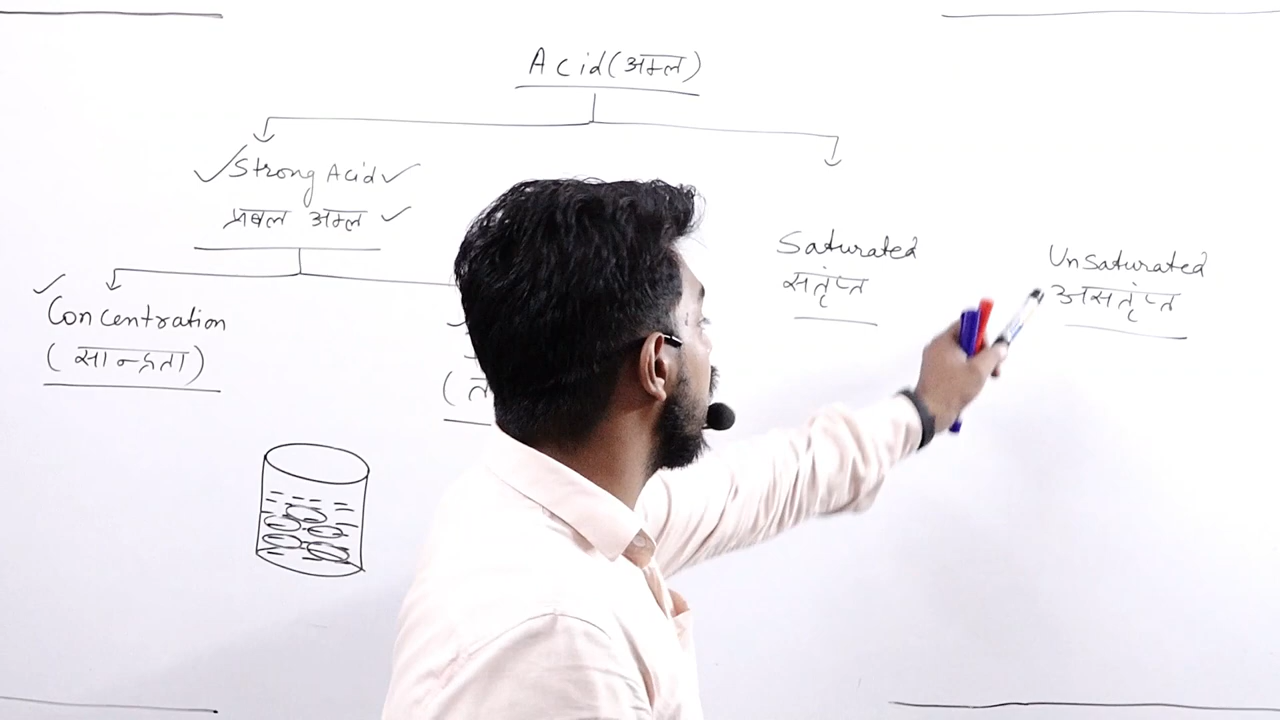 Acid (अम्ल)
Strong Acid
प्रबल अम्ल
Concentration
(सान्द्रता)
Saturated
संतृप्त
Unsaturated
असंतृप्त